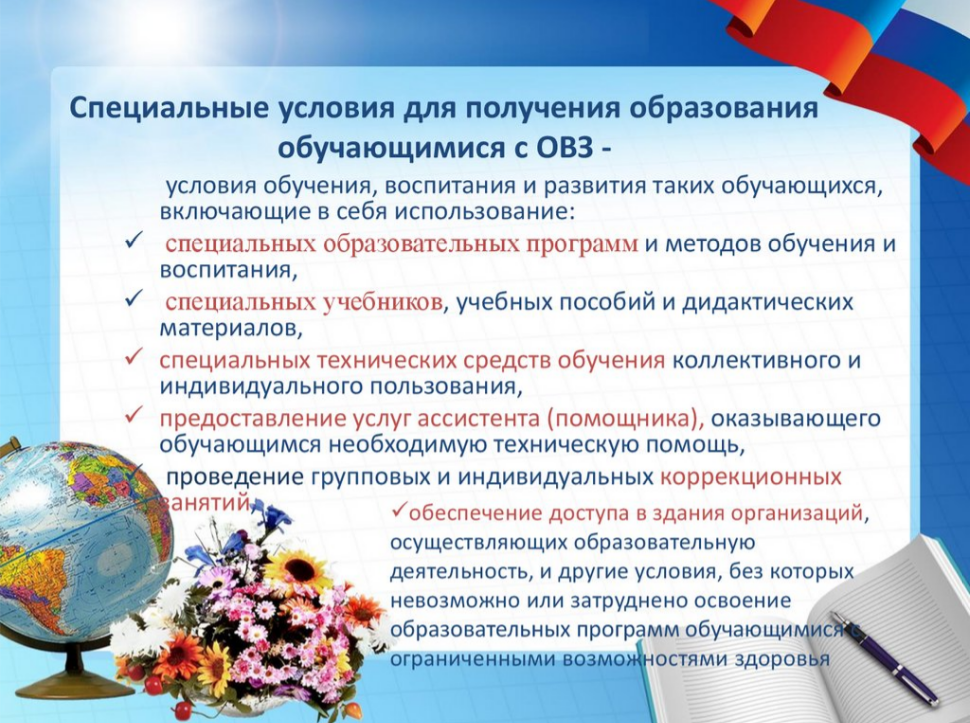 Специальные условия для получения образования
обучающимися с ОВЗ -
условия обучения, воспитания и развития таких обучающихся,
включающие в себя использование:
✓ специальных образовательных программ и методов обучения и
воспитания,
✓ специальных учебников, учебных пособий и дидактических
материалов,
✓ специальных технических средств обучения коллективного и
индивидуального пользования,
✓ предоставление услуг ассистента (помощника), оказывающего
обучающимся необходимую техническую помощь,
✓ проведение групповых и индивидуальных коррекционных
занятий,
✓обеспечение доступа в здания организаций,
осуществляющих образовательную
деятельность, и другие условия, без которых
невозможно или затруднено освоение
образовательных программ обучающимися с
ограниченными возможностями здоровья